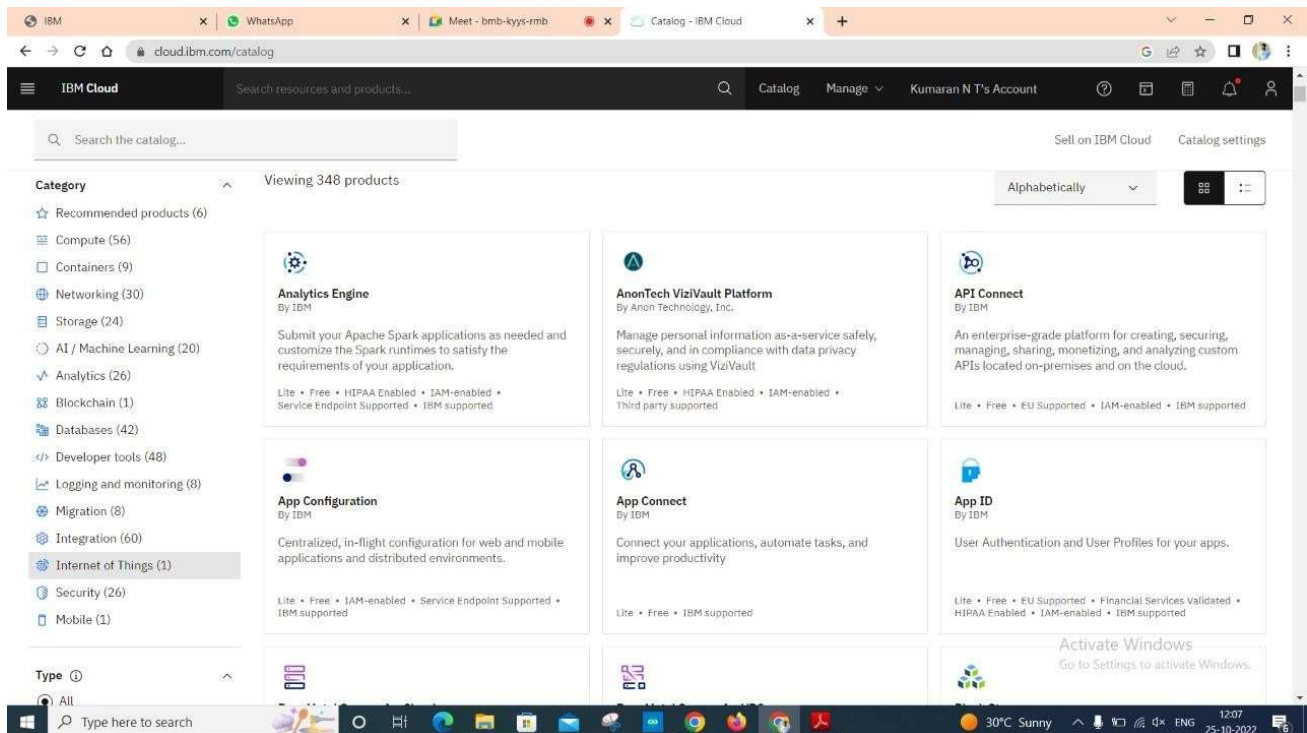 IBM
WhatsApp
Meet - bmb-kyys-rmb
Catalog - IBM Cloud
cloud.ibm.com/catalog
IBM Cloud
Search resources and products...
Catalog
Manage
Kumaran N T's Account
Search the catalog...
Sell on IBM Cloud
Catalog settings
Category
Recommended products (6)
Compute (56)
Containers (9)
Networking (30)
Storage (24)
AI / Machine Learning (20)
Analytics (26)
Blockchain (1)
Databases (42)
Developer tools (48)
Logging and monitoring (8)
Migration (8)
Integration (60)
Internet of Things (1)
Security (26)
Mobile (1)
Type
All
Viewing 348 products
Alphabetically
Analytics Engine
By IBM
Submit your Apache Spark applications as needed and
customize the Spark runtimes to satisfy the
requirements of your application.
Lite • Free • HIPAA Enabled • IAM-enabled •
Service Endpoint Supported • IBM supported
AnonTech ViziVault Platform
By Anon Technology, Inc.
Manage personal information as-a-service safely,
securely, and in compliance with data privacy
regulations using ViziVault
Lite • Free • HIPAA Enabled • IAM-enabled •
Third party supported
API Connect
By IBM
An enterprise-grade platform for creating, securing,
managing, sharing, monetizing, and analyzing custom
APIs located on-premises and on the cloud.
Lite • Free • EU Supported • IAM-enabled • IBM supported
App Configuration
By IBM
Centralized, in-flight configuration for web and mobile
applications and distributed environments.
Lite • Free • IAM-enabled • Service Endpoint Supported •
IBM supported
App Connect
By IBM
Connect your applications, automate tasks, and
improve productivity
Lite • Free • IBM supported
App ID
By IBM
User Authentication and User Profiles for your apps.
Lite • Free • EU Supported • Financial Services Validated •
HIPAA Enabled • IAM-enabled • IBM supported
Activate Windows
Go to Settings to activate Windows.
Type here to search
30°C Sunny
ENG
12:07
25-10-2022